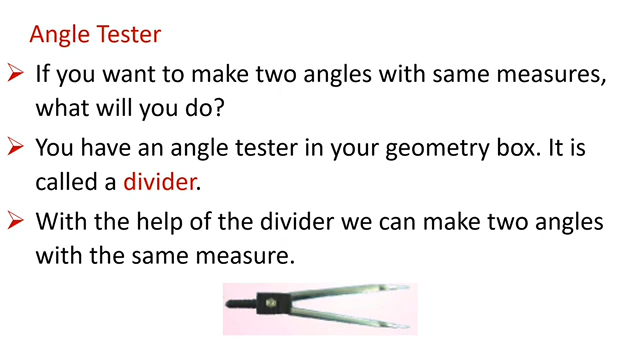 Angle Tester
➢ If you want to make two angles with same measures,
what will you do?
➢ You have an angle tester in your geometry box. It is
called a divider.
➢ With the help of the divider we can make two angles
with the same measure.